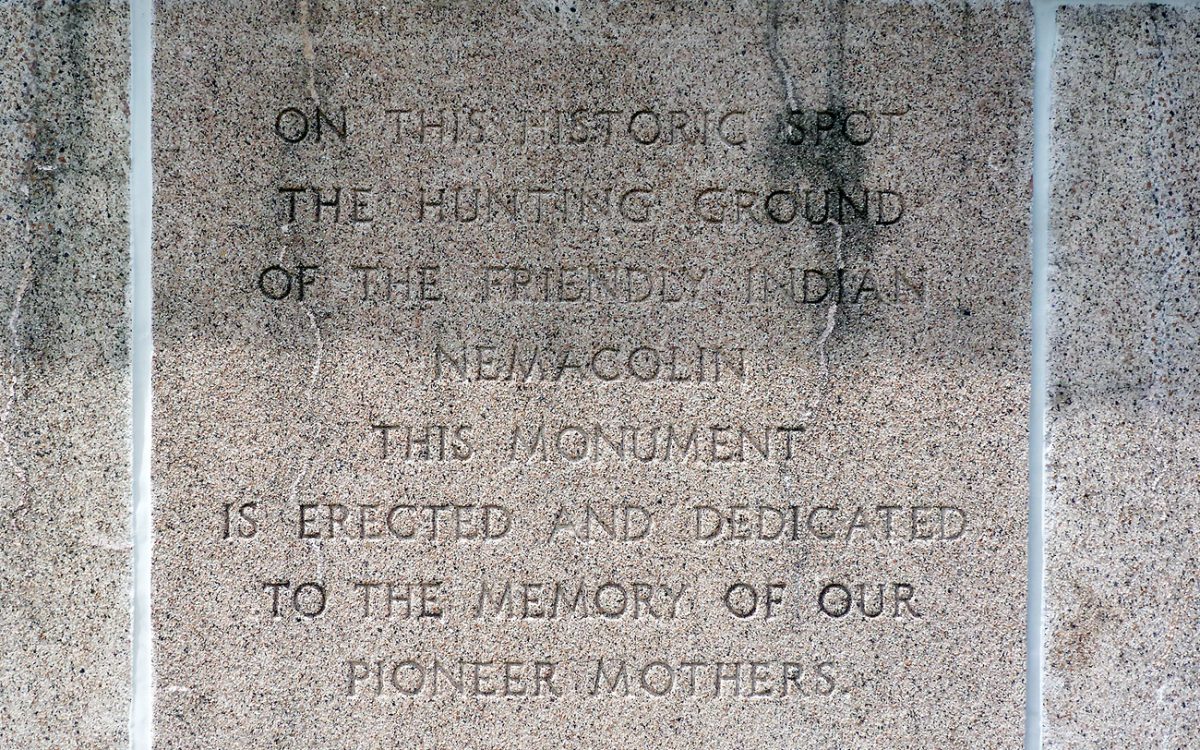 ON THIS HISTORIC SPOT
THE HUNTING GROUND
OF THE FRIENDLY INDIAN
NEMACOLIN
THIS MONUMENT
IS ERECTED AND DEDICATED
TO THE MEMORY OF OUR
PIONEER MOTHERS.